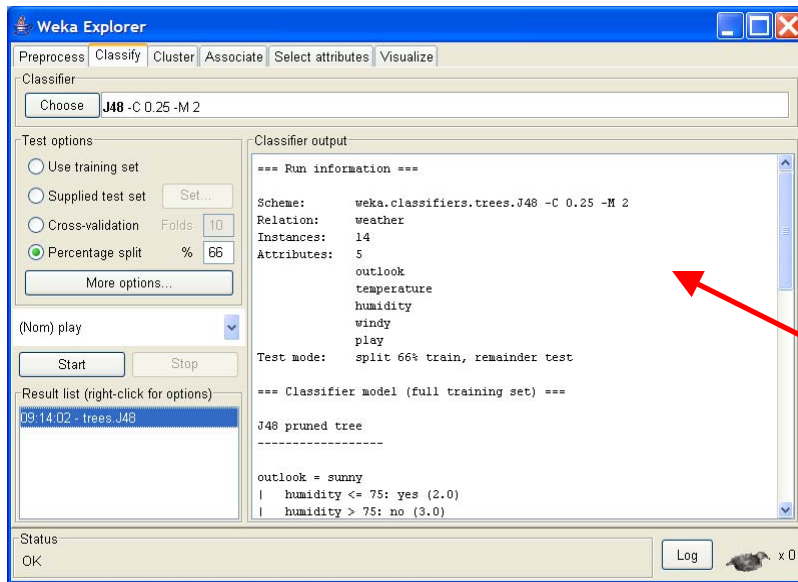 Weka Explorer
Preprocess Classify Cluster Associate Select attributes Visualize
Classifier
Choose J48 -C 0.25 -M 2
Test options
Use training set
Supplied test set Set...
Cross-validation Folds 10
Percentage split % 66
More options...
(Nom) play
Start Stop
Result list (right-click for options)
09:14:02 - trees.J48
Classifier output
=== Run information ===
Scheme: weka.classifiers.trees.J48 -C 0.25 -M 2
Relation: weather
Instances: 14
Attributes: 5
outlook
temperature
humidity
windy
play
Test mode: split 66% train, remainder test
=== Classifier model (full training set) ===
J48 pruned tree
------------------
outlook = sunny
| humidity <= 75: yes (2.0)
| humidity > 75: no (3.0)
Status
OK
Log
x 0